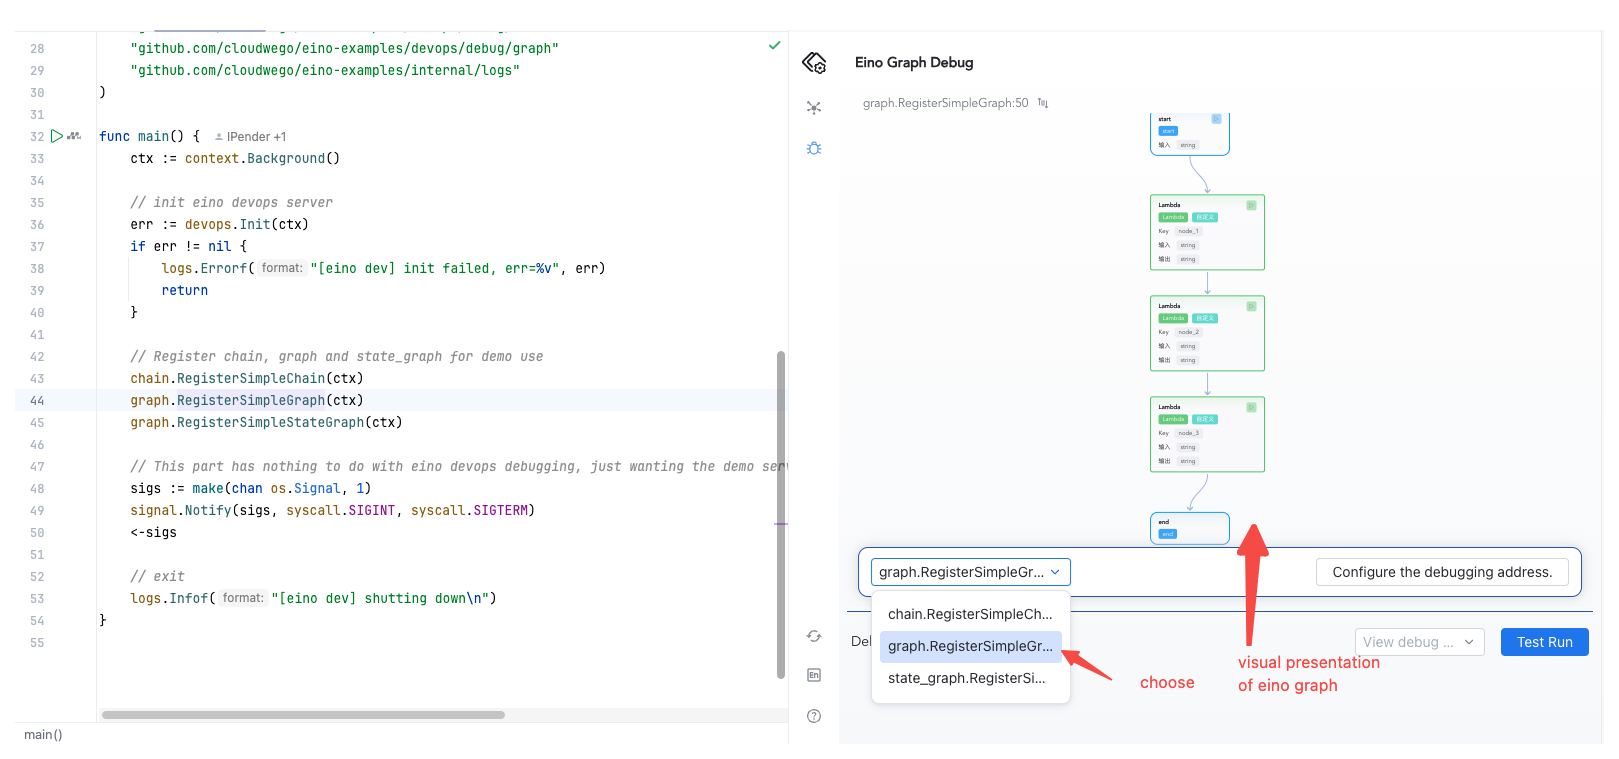 28 "github.com/cloudwego/eino-examples/devops/debug/graph"
29 "github.com/cloudwego/eino-examples/internal/logs"
30 )
31
32 func main() { IPender +1
33 ctx := context.Background()
34
35 // init eino devops server
36 err := devops.Init(ctx)
37 if err != nil {
38 logs.Errorf( format: "[eino dev] init failed, err=%v", err)
39 return
40 }
41
42 // Register chain, graph and state_graph for demo use
43 chain.RegisterSimpleChain(ctx)
44 graph.RegisterSimpleGraph(ctx)
45 graph.RegisterSimpleStateGraph(ctx)
46
47 // This part has nothing to do with eino devops debugging, just wanting the demo ser
48 sigs := make(chan os.Signal, 1)
49 signal.Notify(sigs, syscall.SIGINT, syscall.SIGTERM)
50 <-sigs
51
52 // exit
53 logs.Infof( format: "[eino dev] shutting down\n")
54 }
55
main()
Eino Graph Debug
graph.RegisterSimpleGraph:50
start
start
输入 string
Lambda
Lambda 自定义
Key node_1
输入 string
输出 string
Lambda
Lambda 自定义
Key node_2
输入 string
输出 string
Lambda
Lambda 自定义
Key node_3
输入 string
输出 string
end
end
graph.RegisterSimpleGr...
Configure the debugging address.
chain.RegisterSimpleCh...
graph.RegisterSimpleGr...
state_graph.RegisterSi...
View debug ...
Test Run
choose
visual presentation
of eino graph
En